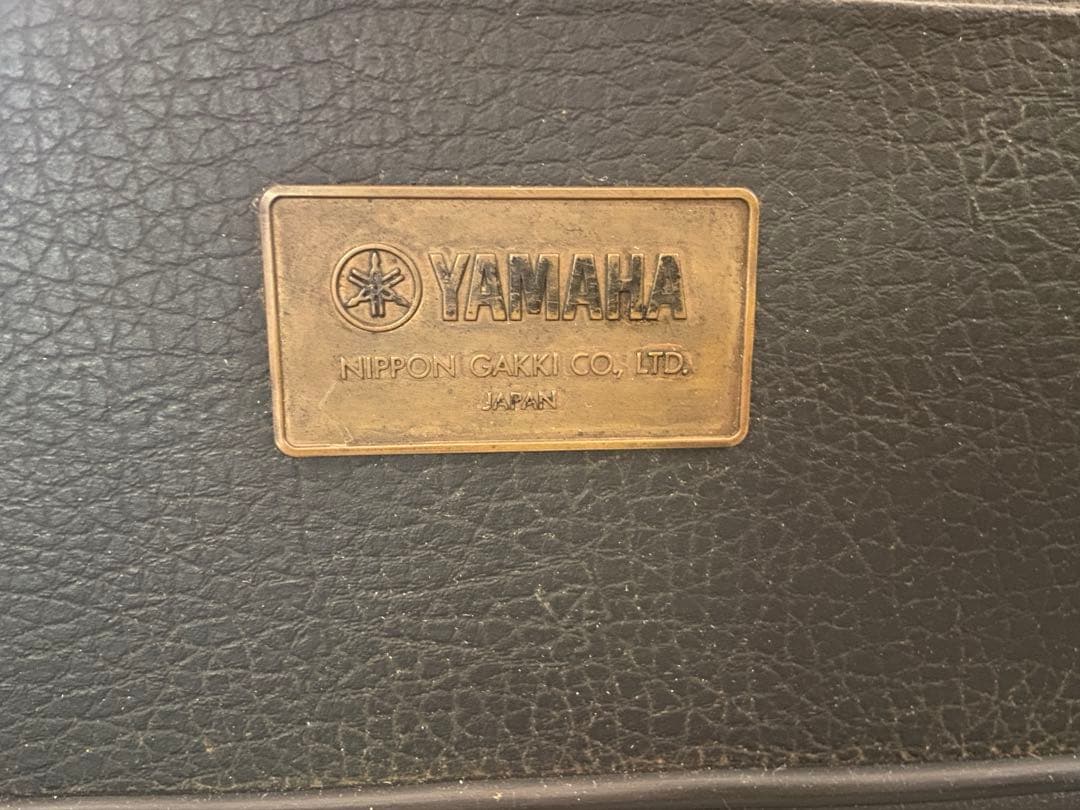 YAMAHA
NIPPON GAKKI CO., LTD.
JAPAN